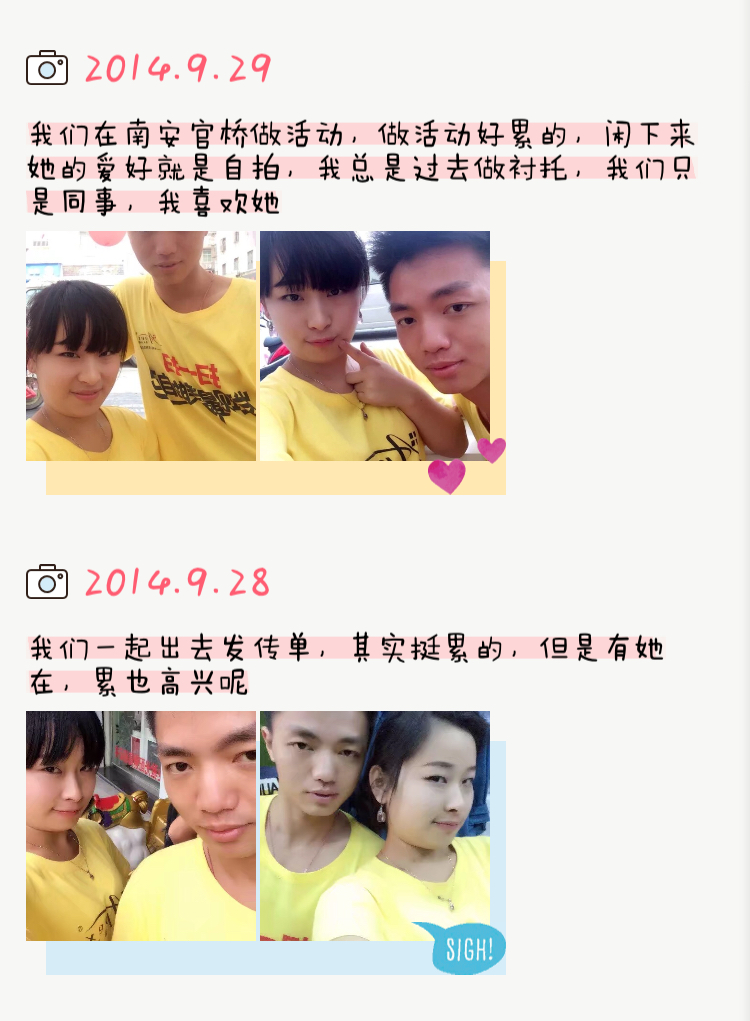 2014.9.29
我们在南安官桥做活动，做活动好累的，闲下来
她的爱好就是自拍，我总是过去做衬托，我们只
是同事，我喜欢她
2014.9.28
我们一起出去发传单，其实挺累的，但是有她
在，累也高兴呢
SIGH!